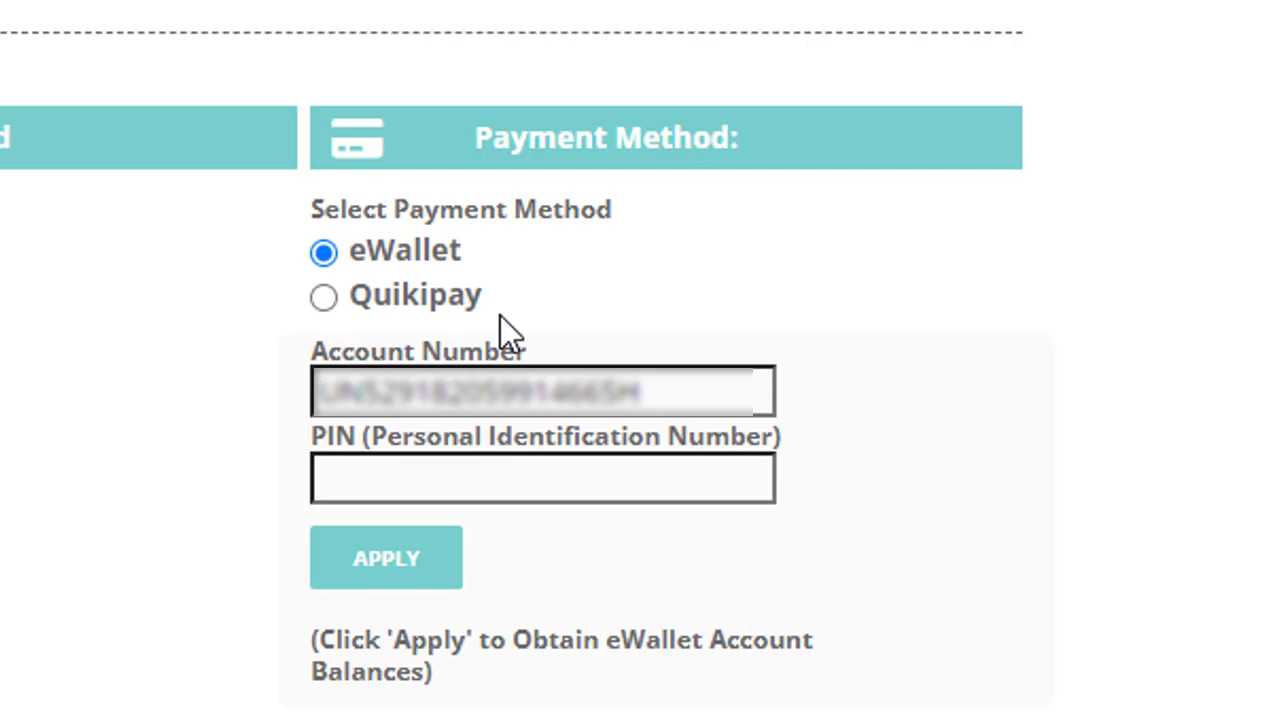 d
Payment Method:
Select Payment Method
eWallet
Quikipay
Account Number
PIN (Personal Identification Number)
APPLY
(Click 'Apply' to Obtain eWallet Account
Balances)